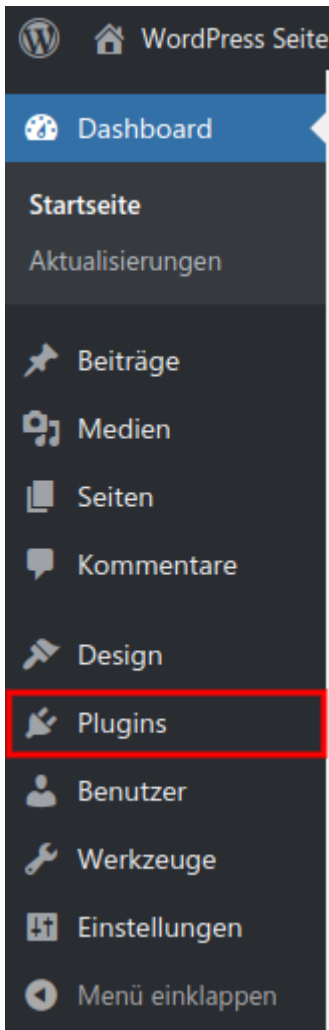 WordPress Seite
Dashboard
Startseite
Aktualisierungen
Beiträge
Medien
Seiten
Kommentare
Design
Plugins
Benutzer
Werkzeuge
Einstellungen
Menü einklappen